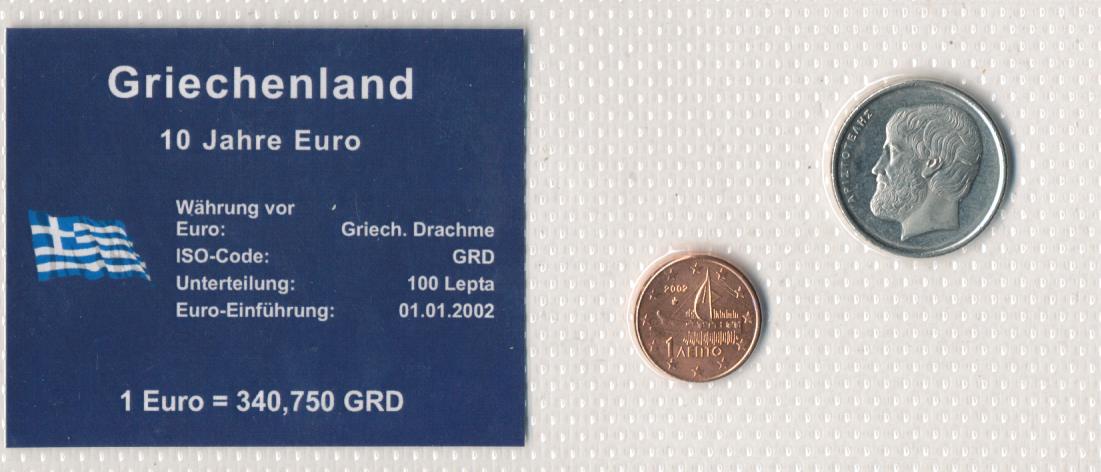 Griechenland
10 Jahre Euro
Währung vor
Euro: Griech. Drachme
ISO-Code: GRD
Unterteilung: 100 Lepta
Euro-Einführung: 01.01.2002
1 Euro = 340,750 GRD
ΑΡΙΣΤΟΤΕΛΗΣ
2002
1 ΛΕΠΤΟ